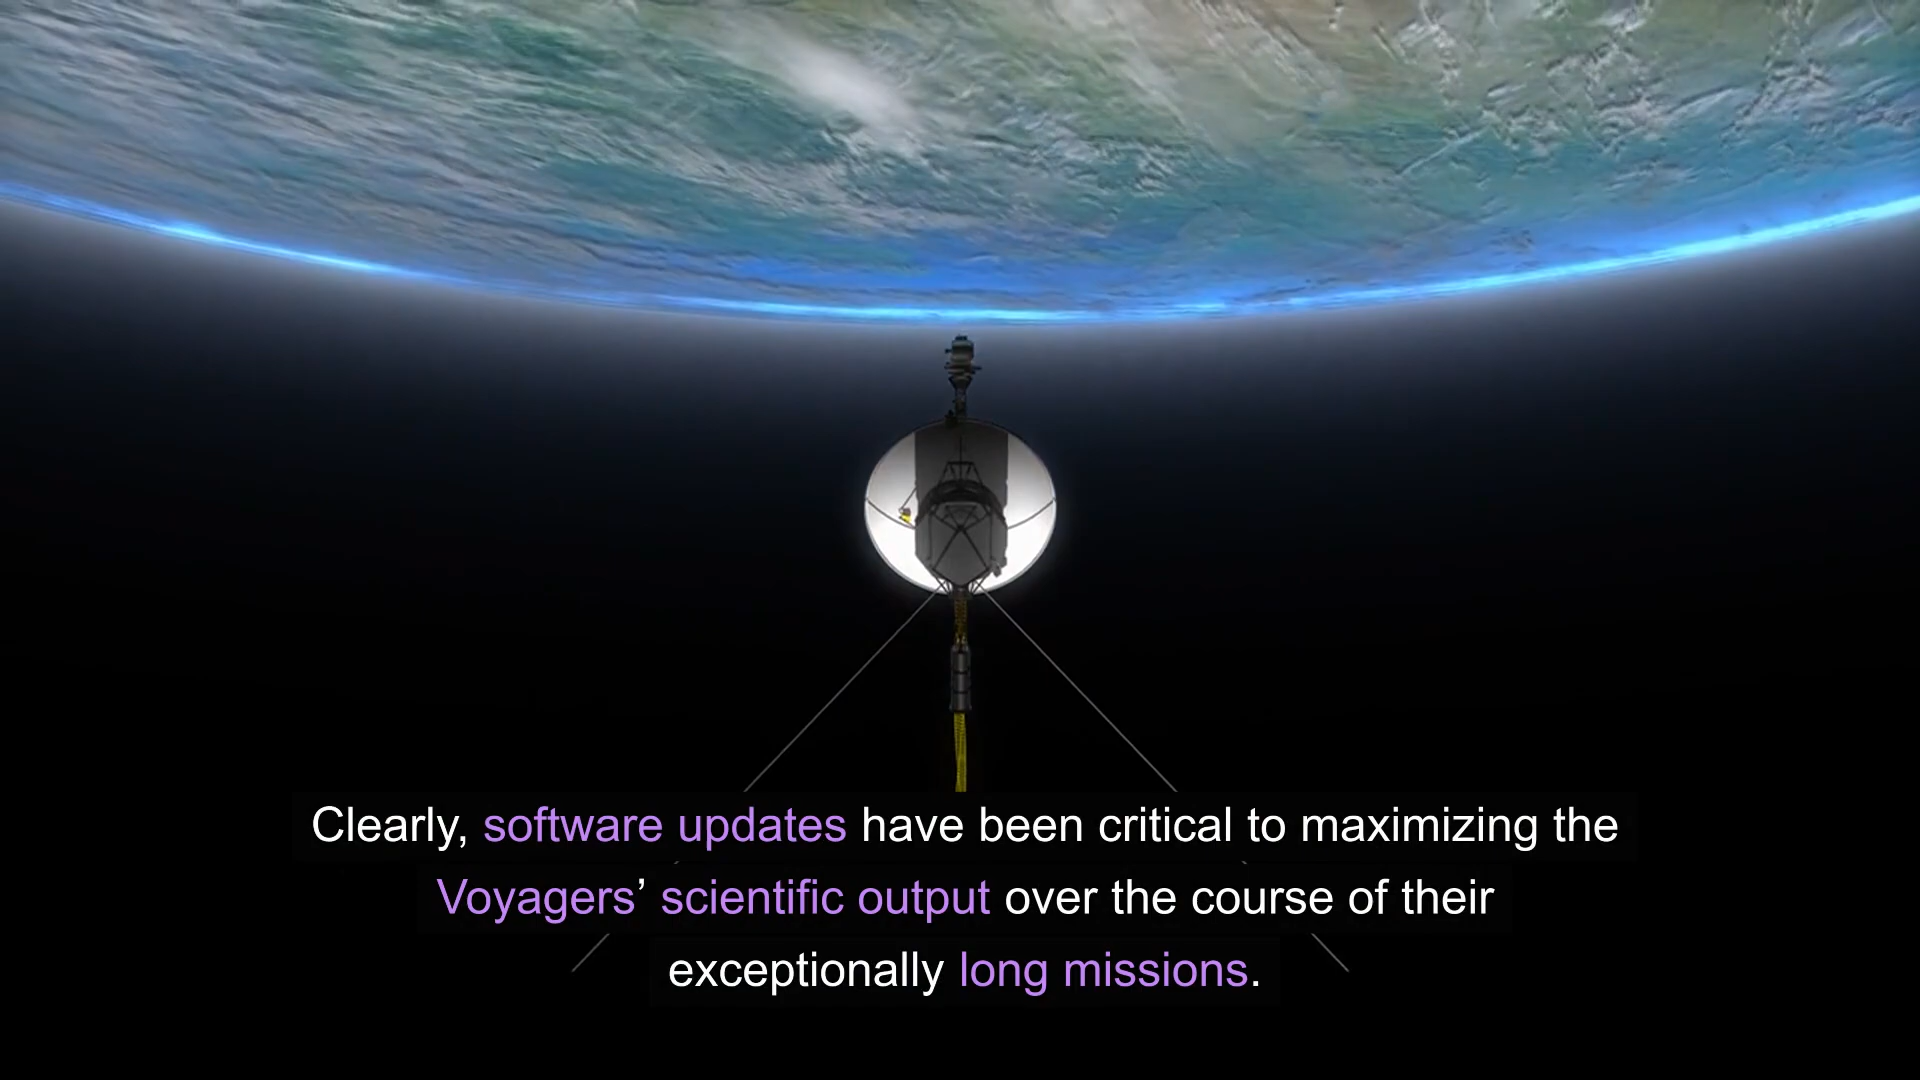 Clearly, software updates have been critical to maximizing the
Voyagers’ scientific output over the course of their
exceptionally long missions.